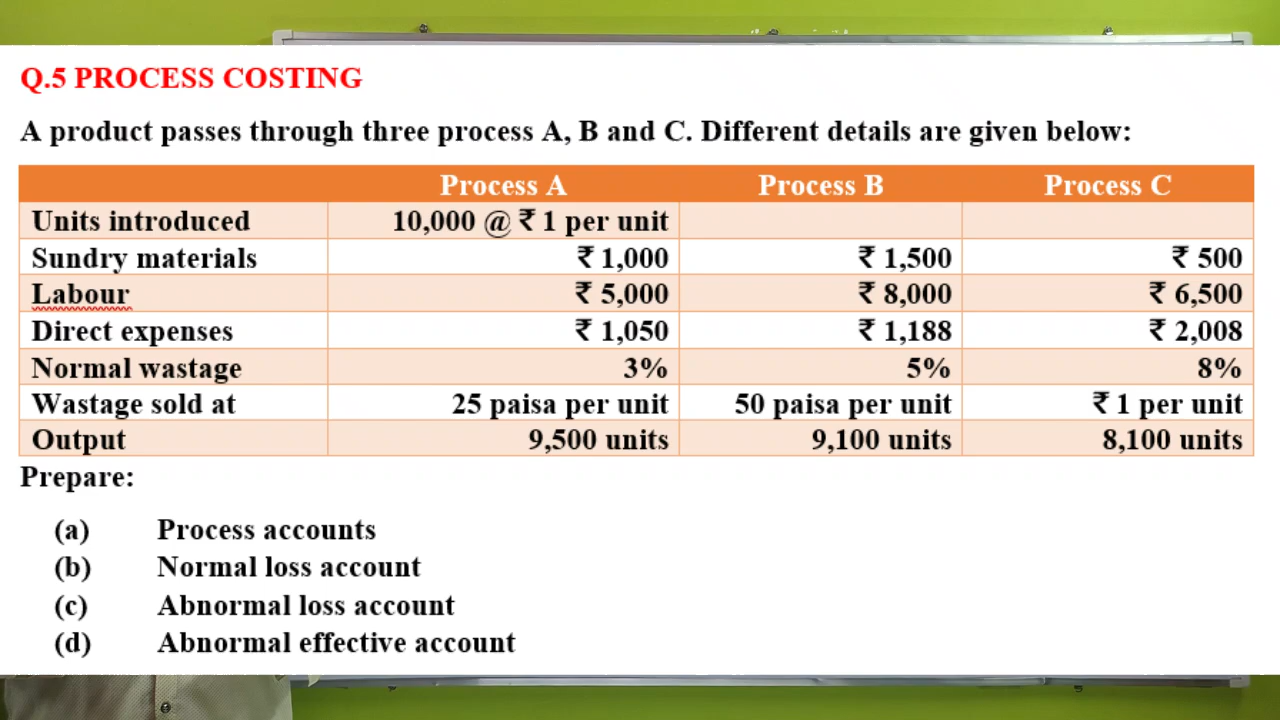 Q.5 PROCESS COSTING
A product passes through three process A, B and C. Different details are given below:
Process A Process B Process C
Units introduced 10,000 @ ₹ 1 per unit
Sundry materials ₹ 1,000 ₹ 1,500 ₹ 500
Labour ₹ 5,000 ₹ 8,000 ₹ 6,500
Direct expenses ₹ 1,050 ₹ 1,188 ₹ 2,008
Normal wastage 3% 5% 8%
Wastage sold at 25 paisa per unit 50 paisa per unit ₹ 1 per unit
Output 9,500 units 9,100 units 8,100 units
Prepare:
(a) Process accounts
(b) Normal loss account
(c) Abnormal loss account
(d) Abnormal effective account